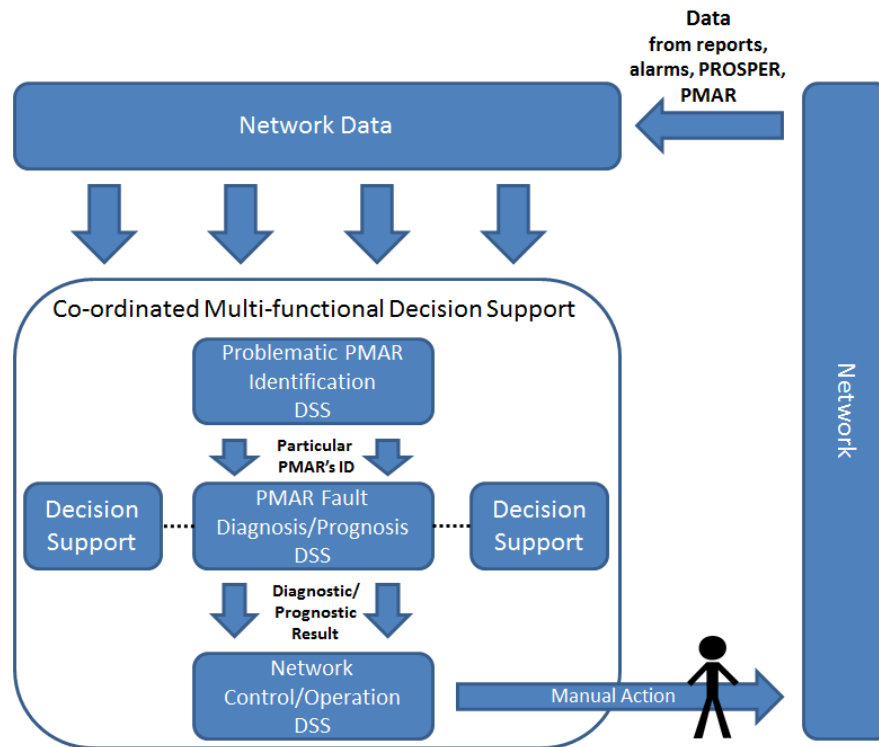 Data
from reports,
alarms, PROSPER,
PMAR
Network Data
Network
Co-ordinated Multi-functional Decision Support
Problematic PMAR
Identification
DSS
Particular
PMAR's ID
Decision
Support
PMAR Fault
Diagnosis/Prognosis
DSS
Decision
Support
Diagnostic/
Prognostic
Result
Network
Control/Operation
DSS
Manual Action